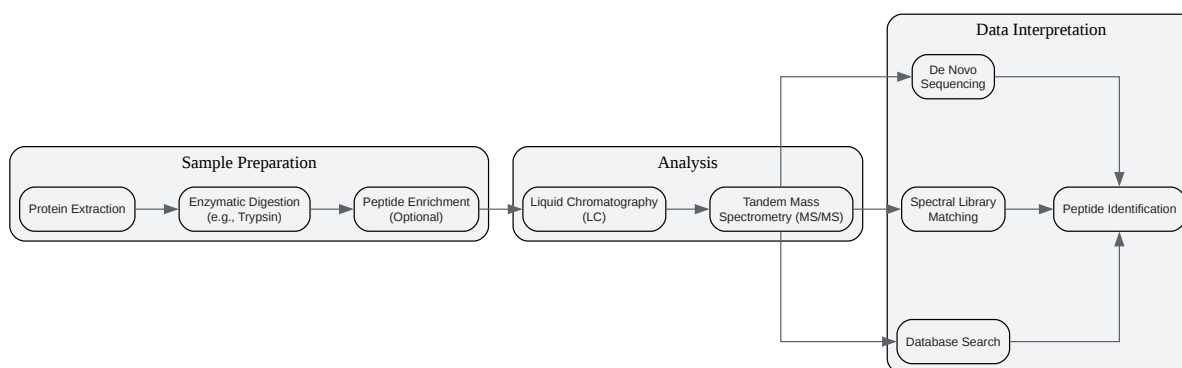 Sample Preparation
Protein Extraction
Enzymatic Digestion
(e.g., Trypsin)
Peptide Enrichment
(Optional)
Analysis
Liquid Chromatography
(LC)
Tandem Mass
Spectrometry (MS/MS)
Data Interpretation
De Novo
Sequencing
Spectral Library
Matching
Database Search
Peptide Identification